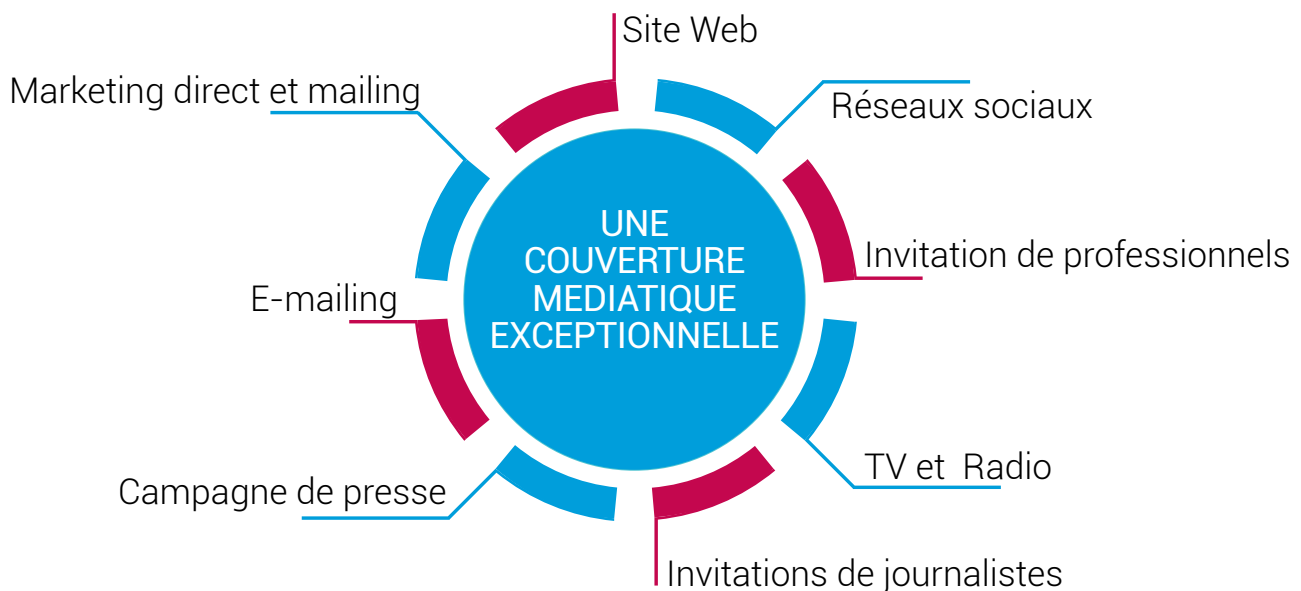 Site Web
Marketing direct et mailing
Réseaux sociaux
UNE
COUVERTURE
MEDIATIQUE
EXCEPTIONNELLE
Invitation de professionnels
E-mailing
TV et  Radio
Campagne de presse
Invitations de journalistes